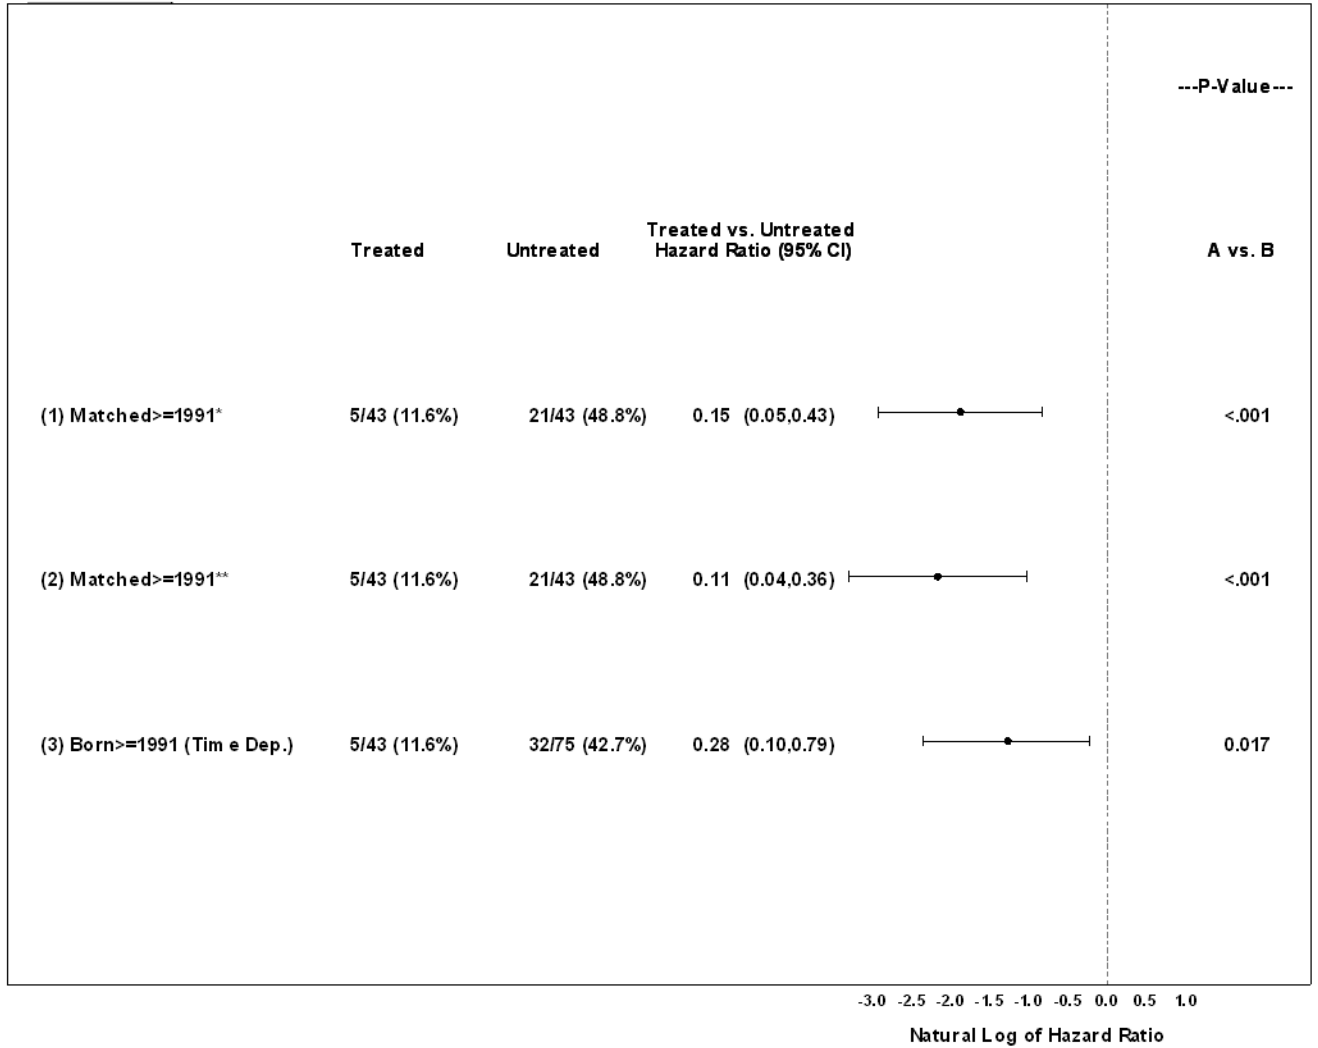 ---P-Value---
Treated vs. Untreated
Treated Untreated Hazard Ratio (95% CI) A vs. B
(1) Matched>=1991* 5/43 (11.6%) 21/43 (48.8%) 0.15 (0.05,0.43) <.001
(2) Matched>=1991** 5/43 (11.6%) 21/43 (48.8%) 0.11 (0.04,0.36) <.001
(3) Born>=1991 (Tim e Dep.) 5/43 (11.6%) 32/75 (42.7%) 0.28 (0.10,0.79) 0.017
-3.0 -2.5 -2.0 -1.5 -1.0 -0.5 0.0 0.5 1.0
Natural Log of Hazard Ratio